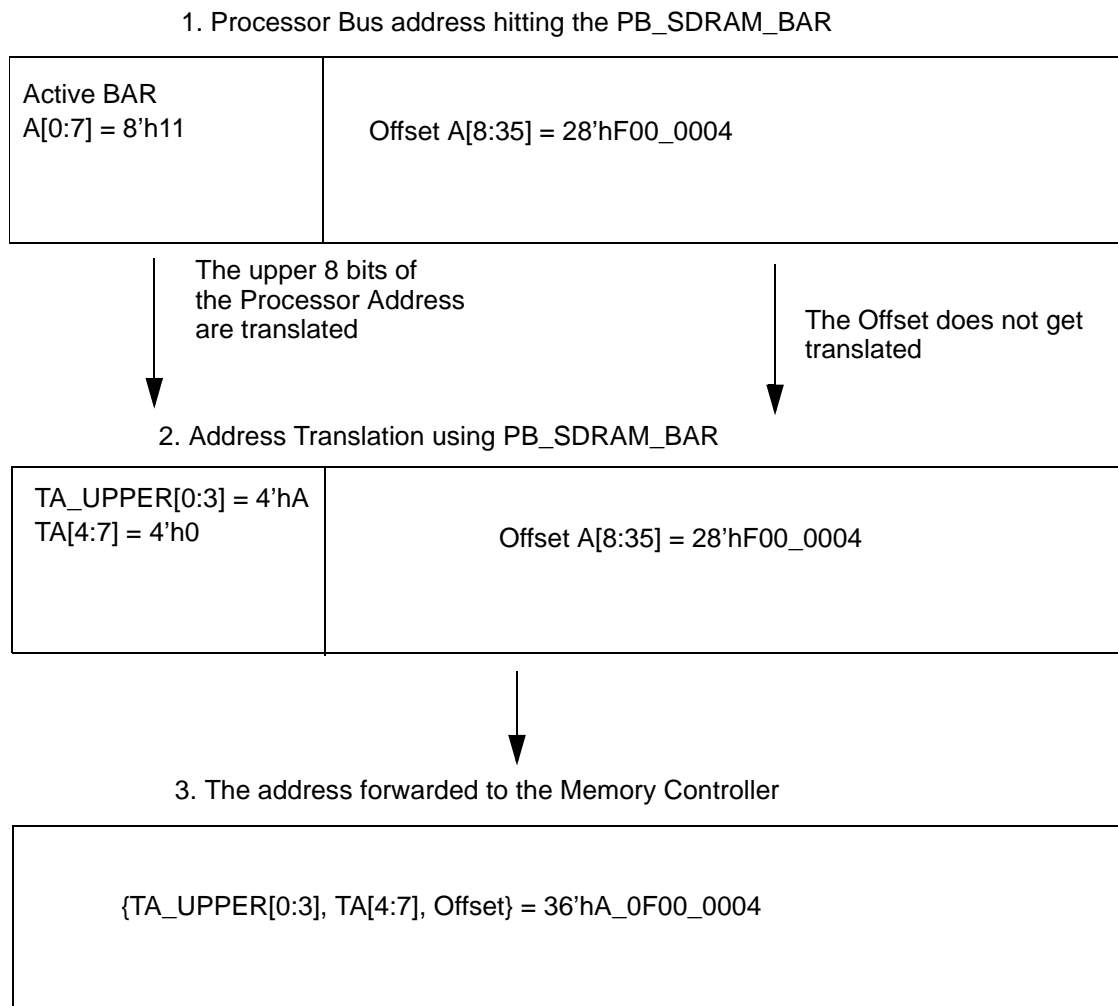 1. Processor Bus address hitting the PB_SDRAM_BAR
Active BAR
A[0:7] = 8’h11
Offset A[8:35] = 28’hF00_0004
The upper 8 bits of
the Processor Address
are translated
The Offset does not get
translated
2. Address Translation using PB_SDRAM_BAR
TA_UPPER[0:3] = 4’hA
TA[4:7] = 4’h0
Offset A[8:35] = 28’hF00_0004
3. The address forwarded to the Memory Controller
{TA_UPPER[0:3], TA[4:7], Offset} = 36’hA_0F00_0004